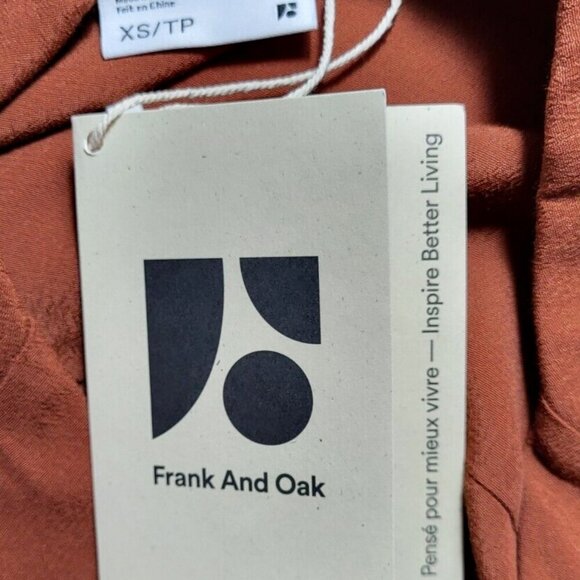 Fait en Chine
XS/TP
Frank And Oak
Pensé pour mieux vivre — Inspire Better Living